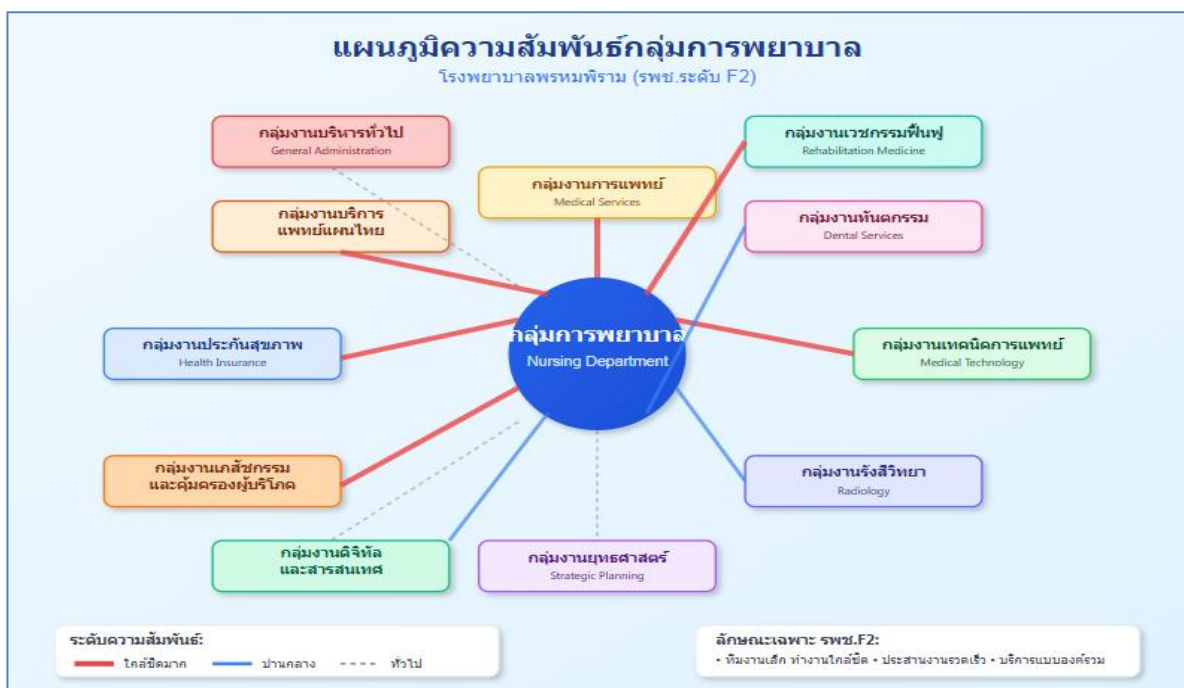 แผนภูมิความสัมพันธ์กลุ่มการพยาบาล
โรงพยาบาลพรหมพิราม (รพช.ระดับ F2)
กลุ่มงานบริหารทั่วไป
General Administration
กลุ่มงานเวชกรรมฟื้นฟู
Rehabilitation Medicine
กลุ่มงานการแพทย์
Medical Services
กลุ่มงานบริการ
แพทย์แผนไทย
กลุ่มงานทันตกรรม
Dental Services
กลุ่มการพยาบาล
Nursing Department
กลุ่มงานประกันสุขภาพ
Health Insurance
กลุ่มงานเทคนิคการแพทย์
Medical Technology
กลุ่มงานเภสัชกรรม
และคุ้มครองผู้บริโภค
กลุ่มงานรังสีวิทยา
Radiology
กลุ่มงานดิจิทัล
และสารสนเทศ
กลุ่มงานยุทธศาสตร์
Strategic Planning
ระดับความสัมพันธ์:
ใกล้ชิดมาก ปานกลาง ทั่วไป
ลักษณะเฉพาะ รพช.F2:
• ทีมงานเล็ก ทำงานใกล้ชิด • ประสานงานรวดเร็ว • บริการแบบองค์รวม